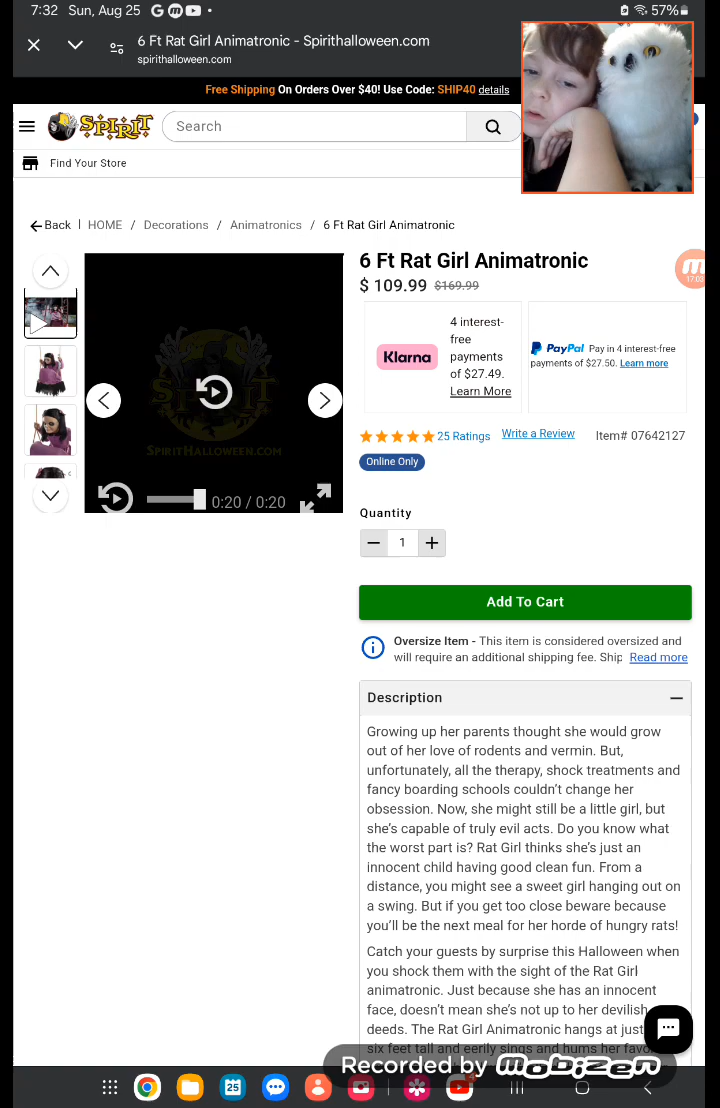 7:32 Sun, Aug 25
57%
6 Ft Rat Girl Animatronic - Spirithalloween.com
spirithalloween.com
Free Shipping On Orders Over $40! Use Code: SHIP40 details
SPIRIT
Search
Find Your Store
Back | HOME / Decorations / Animatronics / 6 Ft Rat Girl Animatronic
6 Ft Rat Girl Animatronic
$ 109.99 $169.99
17:03
Klarna
4 interest-
free
payments
of $27.49.
Learn More
PayPal Pay in 4 interest-free
payments of $27.50. Learn more
25 Ratings Write a Review Item# 07642127
Online Only
SPIRIT
SPIRITHALLOWEEN.COM
0:20 / 0:20
Quantity
− 1 +
Add To Cart
Oversize Item - This item is considered oversized and
will require an additional shipping fee. Ship Read more
Description
Growing up her parents thought she would grow
out of her love of rodents and vermin. But,
unfortunately, all the therapy, shock treatments and
fancy boarding schools couldn't change her
obsession. Now, she might still be a little girl, but
she's capable of truly evil acts. Do you know what
the worst part is? Rat Girl thinks she's just an
innocent child having good clean fun. From a
distance, you might see a sweet girl hanging out on
a swing. But if you get too close beware because
you'll be the next meal for her horde of hungry rats!
Catch your guests by surprise this Halloween when
you shock them with the sight of the Rat Girl
animatronic. Just because she has an innocent
face, doesn't mean she's not up to her devilish
deeds. The Rat Girl Animatronic hangs at just
six feet tall and eerily sings and hums her favo
Recorded by mobizen
25